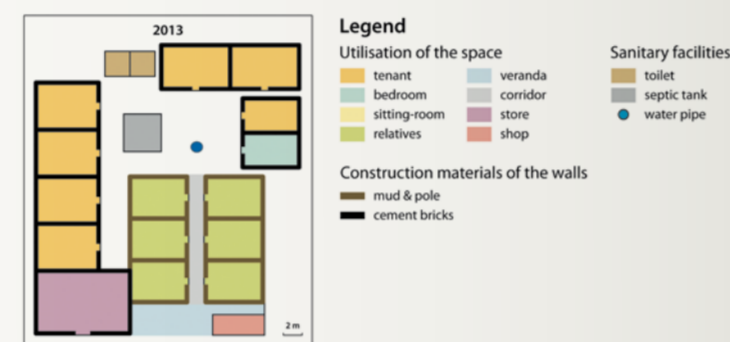 2013
2 m
Legend
Utilisation of the space
tenant
bedroom
sitting-room
relatives
veranda
corridor
store
shop
Sanitary facilities
toilet
septic tank
water pipe
Construction materials of the walls
mud & pole
cement bricks